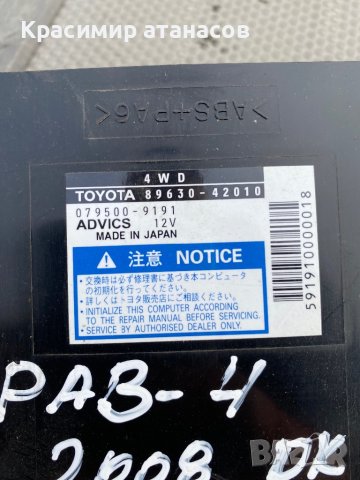 Красимир атанасов
>ABS+PA6<
4WD
TOYOTA 89630-42010
079500-9191
ADVICS 12V
MADE IN JAPAN
⚠ 注意 NOTICE
・交換時は必ず修理書に基づき本コンピュータ
の初期化を行ってください。
・詳しくはトヨタ販売店にご相談ください。
・INITIALIZE THIS COMPUTER ACCORDING
TO THE REPAIR MANUAL BEFORE SERVICING.
・SERVICE BY AUTHORISED DEALER ONLY.
591910000018
РАВ-4
2008 DK